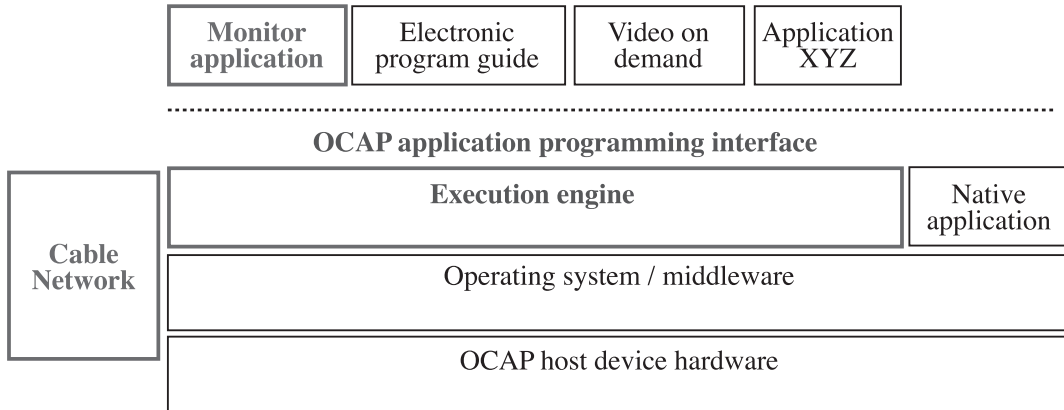 Monitor
application
Electronic
program guide
Video on
demand
Application
XYZ
OCAP application programming interface
Cable
Network
Execution engine
Native
application
Operating system / middleware
OCAP host device hardware